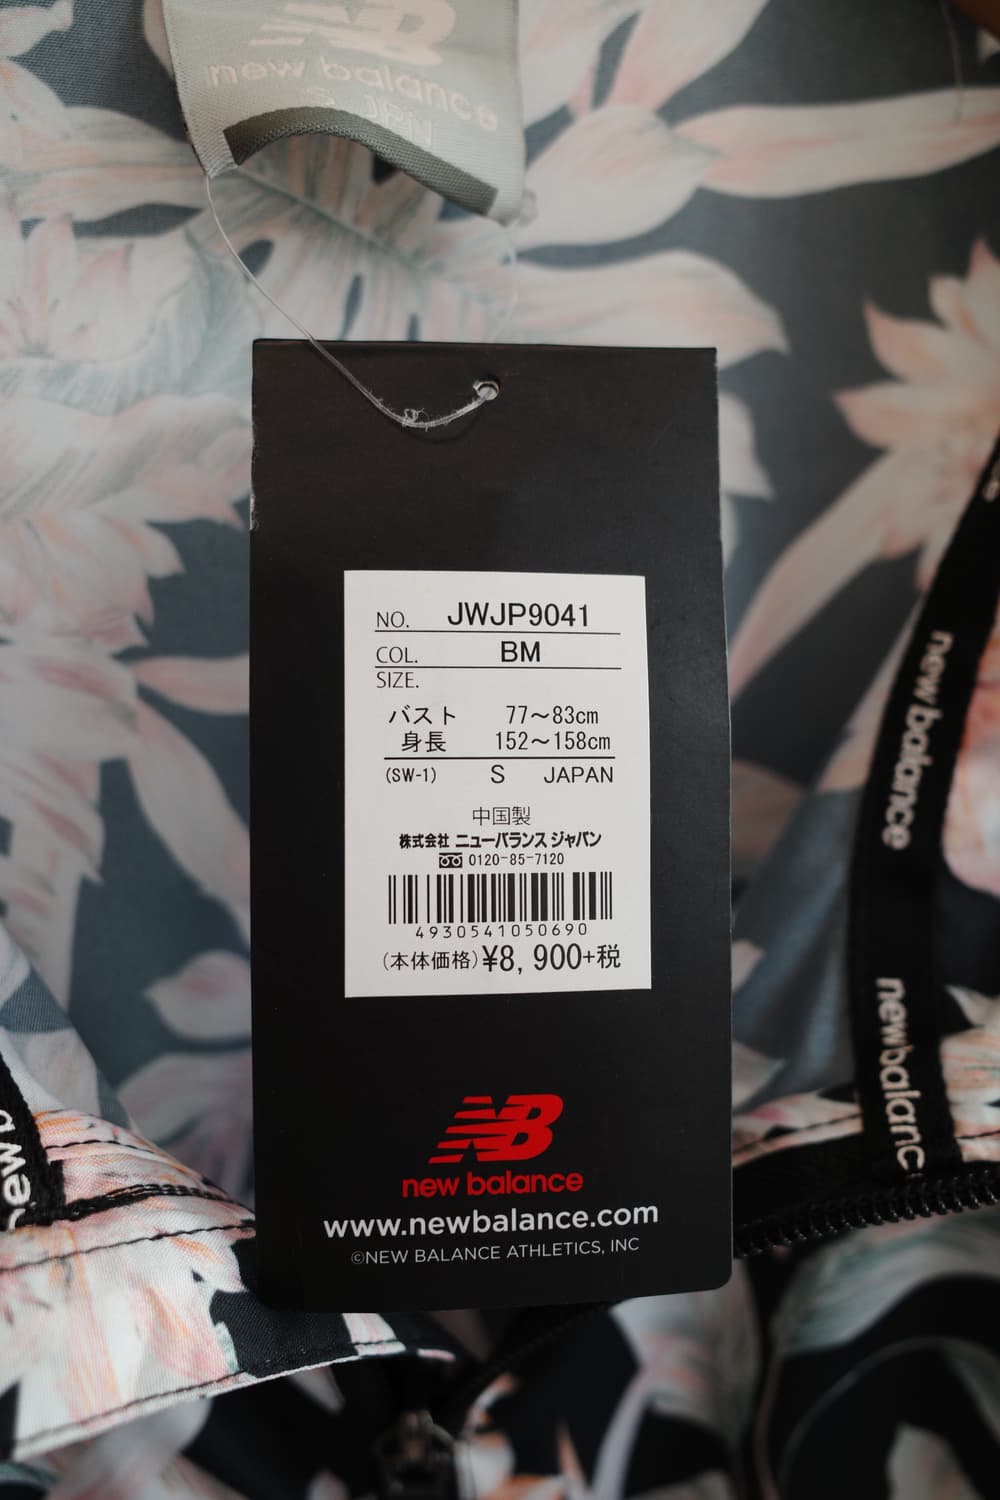 new balance
S JPN
NO. JWJP9041
COL. BM
SIZE.
バスト 77～83cm
身長 152～158cm
(SW-1) S JAPAN
中国製
株式会社 ニューバランス ジャパン
0120-85-7120
4930541050690
(本体価格)¥8,900+税
NB
new balance
www.newbalance.com
©NEW BALANCE ATHLETICS, INC
new balance
newbalanc
new b